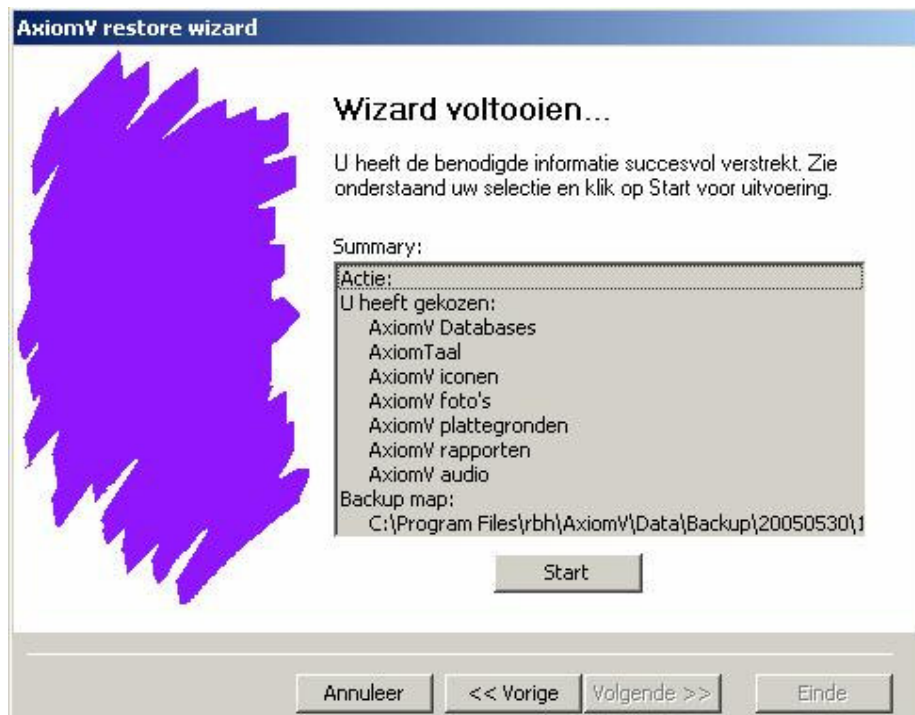 AxiomV restore wizard
Wizard voltooien...
U heeft de benodigde informatie succesvol verstrekt. Zie
onderstaand uw selectie en klik op Start voor uitvoering.
Summary:
Actie:
U heeft gekozen:
AxiomV Databases
AxiomTaal
AxiomV iconen
AxiomV foto's
AxiomV plattegronden
AxiomV rapporten
AxiomV audio
Backup map:
C:\Program Files\rbh\AxiomV\Data\Backup\20050530\1
Start
Annuleer
<< Vorige
Volgende >>
Einde